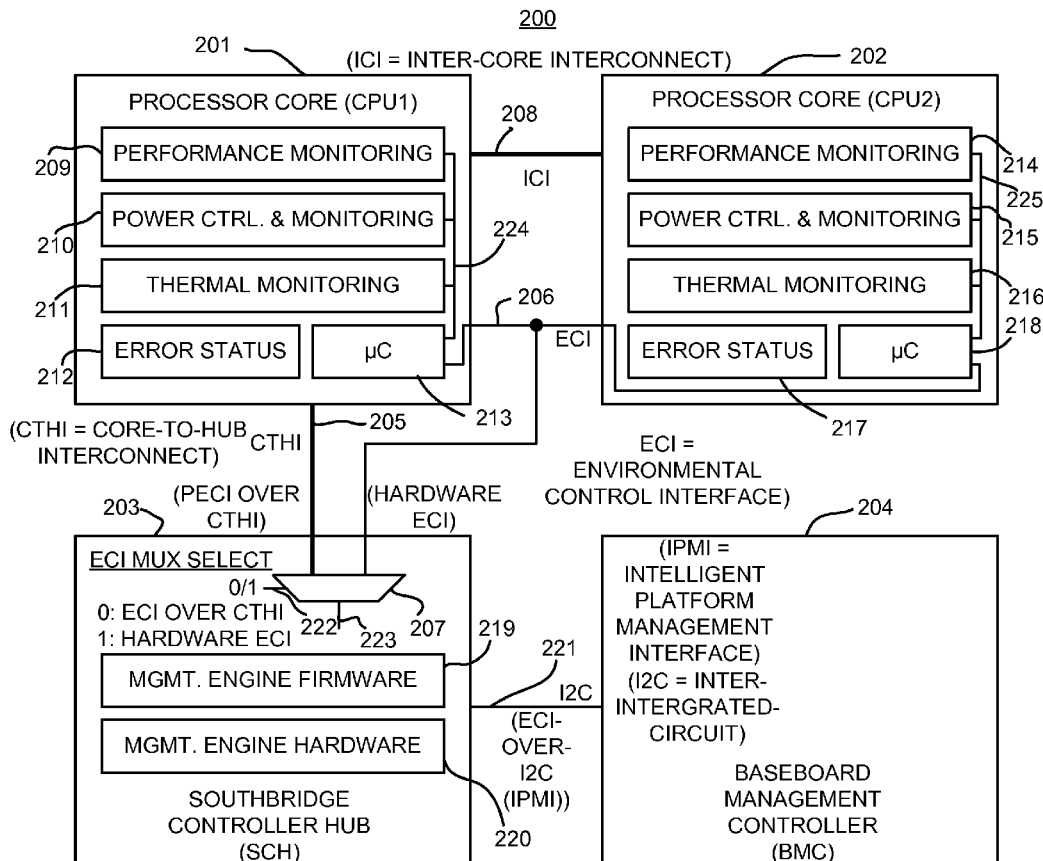 200
201
(ICI = INTER-CORE INTERCONNECT)
202
PROCESSOR CORE (CPU1)
PROCESSOR CORE (CPU2)
208
209
PERFORMANCE MONITORING
ICI
PERFORMANCE MONITORING
214
225
210
POWER CTRL. & MONITORING
224
POWER CTRL. & MONITORING
215
211
THERMAL MONITORING
206
THERMAL MONITORING
216
218
212
ERROR STATUS
µC
ECI
ERROR STATUS
µC
205
213
217
(CTHI = CORE-TO-HUB
INTERCONNECT)
CTHI
ECI =
ENVIRONMENTAL
CONTROL INTERFACE)
(PECI OVER
CTHI)
(HARDWARE
ECI)
203
204
ECI MUX SELECT
0/1
0: ECI OVER CTHI
1: HARDWARE ECI
222
223
207
219
MGMT. ENGINE FIRMWARE
MGMT. ENGINE HARDWARE
220
SOUTHBRIDGE
CONTROLLER HUB
(SCH)
221
I2C
(ECI-
OVER-
I2C
(IPMI))
(IPMI =
INTELLIGENT
PLATFORM
MANAGEMENT
INTERFACE)
(I2C = INTER-
INTERGRATED-
CIRCUIT)
BASEBOARD
MANAGEMENT
CONTROLLER
(BMC)